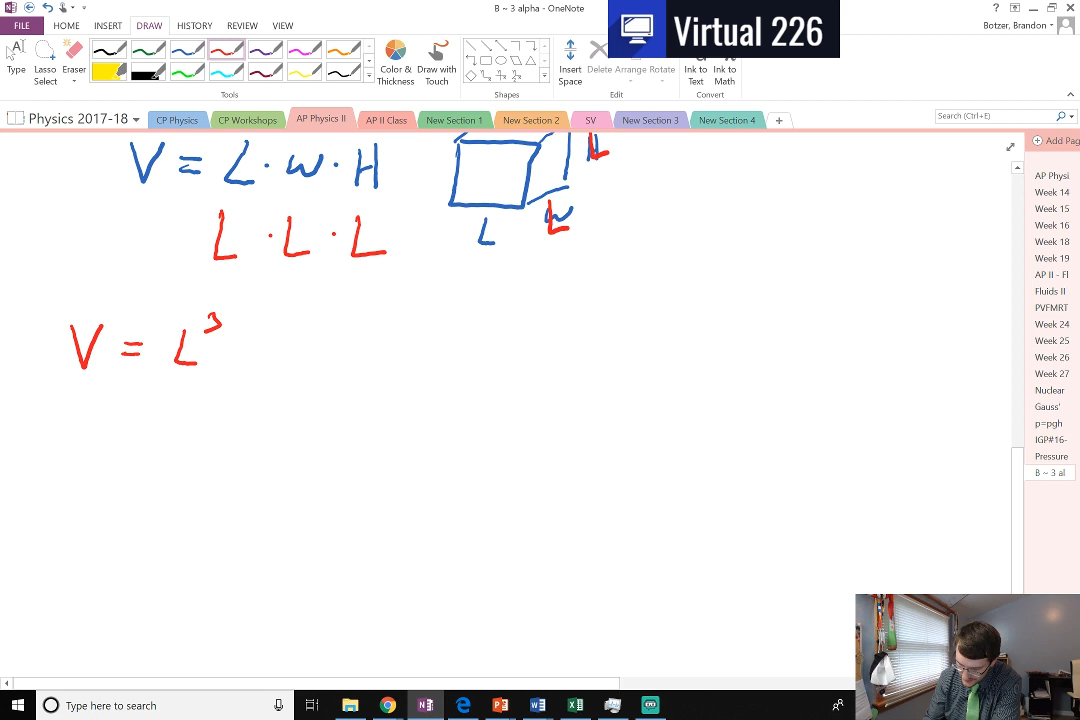 B ~ 3 alpha - OneNote
Virtual 226
FILE HOME INSERT DRAW HISTORY REVIEW VIEW
Botzer, Brandon
Type Lasso Select Eraser Color & Thickness Draw with Touch Insert Space Delete Arrange Rotate Ink to Text Ink to Math
Tools Shapes Edit Convert
Physics 2017-18 CP Physics CP Workshops AP Physics II AP II Class New Section 1 New Section 2 SV New Section 3 New Section 4
Search (Ctrl+E)
Add Pag
V = L · W · H
L · L · L
L
W
L
L
V = L³
AP Physi
Week 14
Week 15
Week 16
Week 18
Week 19
AP II - Fl
Fluids II
PVFMRT
Week 24
Week 25
Week 26
Week 27
Nuclear
Gauss'
p=pgh
IGP#16-
Pressure
B ~ 3 al
Type here to search